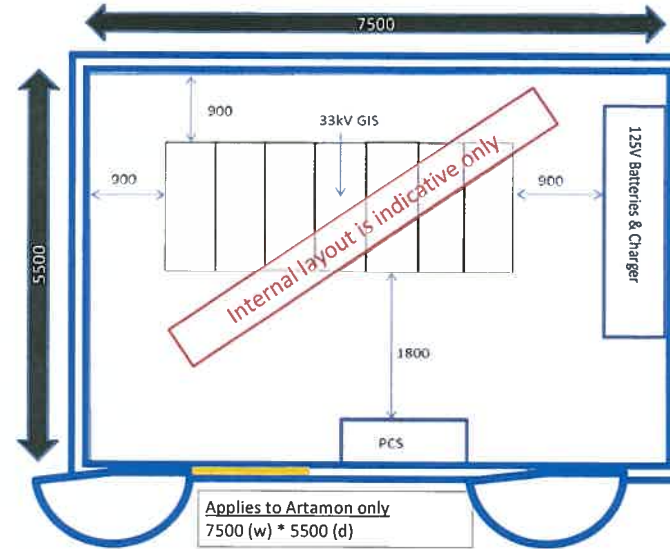 7500
5500
900
33kV GIS
900
900
125V Batteries & Charger
Internal layout is indicative only
1800
PCS
Applies to Artamon only
7500 (w) * 5500 (d)